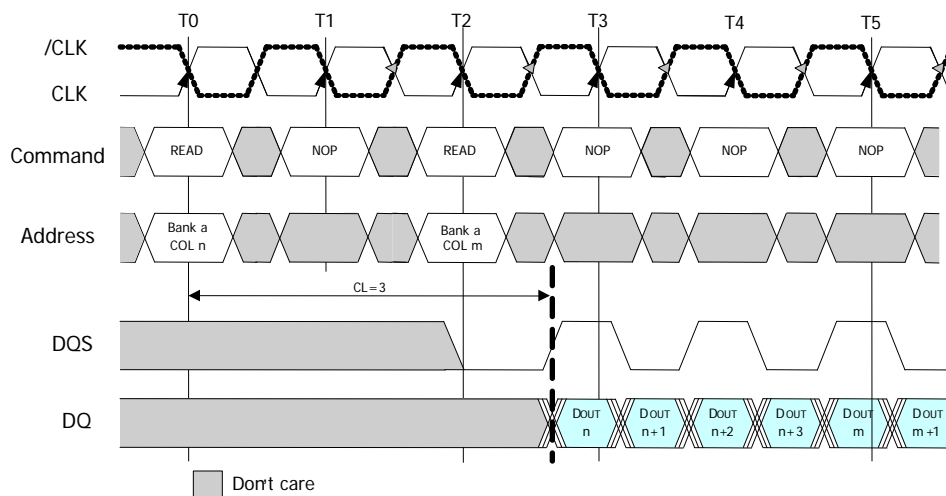 T0 T1 T2 T3 T4 T5
/CLK
CLK
Command READ NOP READ NOP NOP NOP
Address Bank a COL n Bank a COL m
CL=3
DQS
DQ DOUT n DOUT n+1 DOUT n+2 DOUT n+3 DOUT m DOUT m+1
Don't care